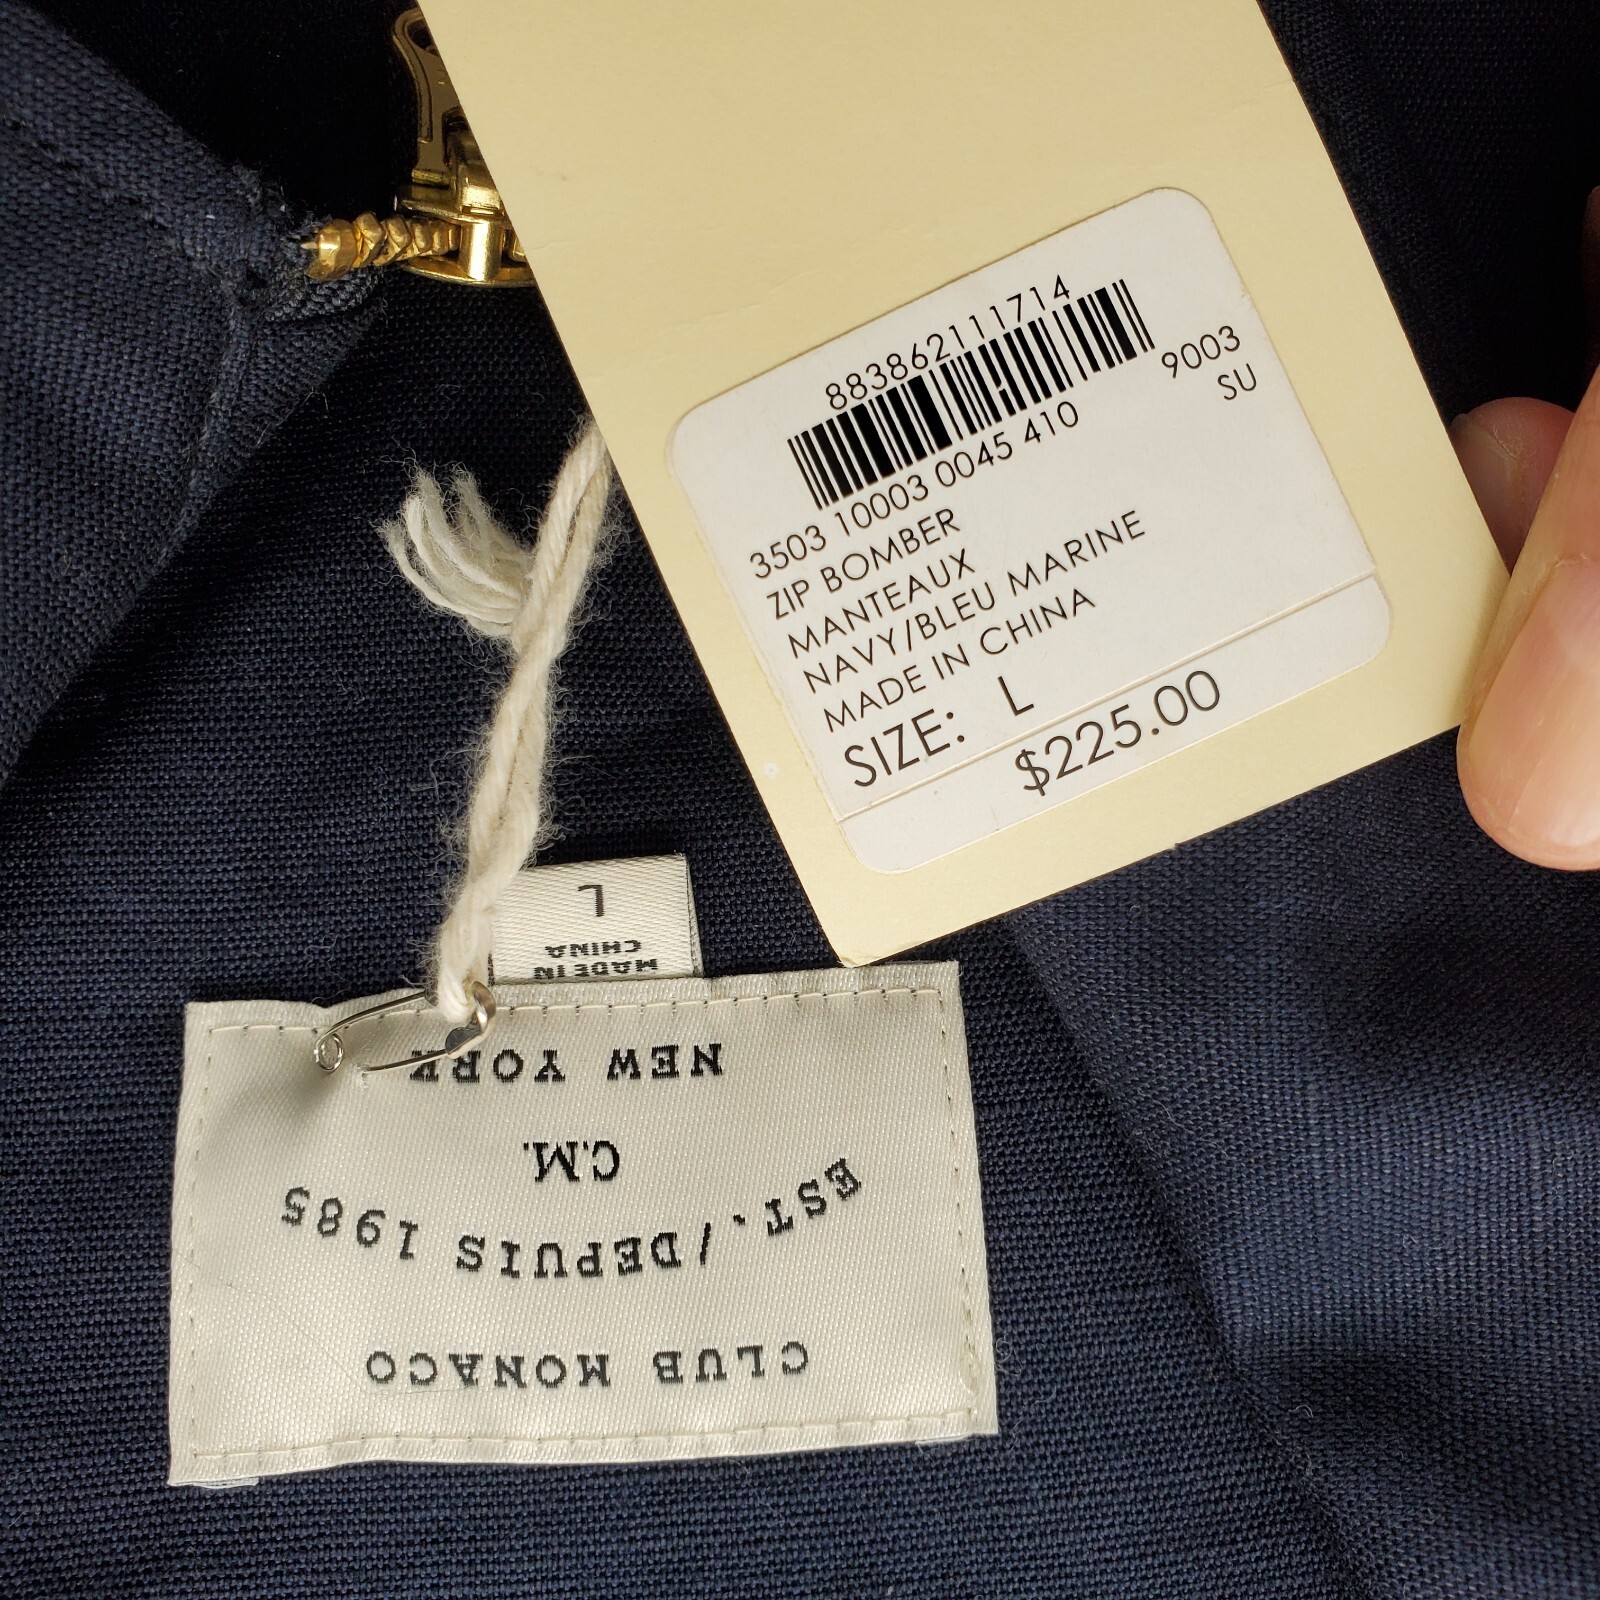 883862111714
9003
SU
3503 10003 0045 410
ZIP BOMBER
MANTEAUX
NAVY/BLEU MARINE
MADE IN CHINA
SIZE: L
$225.00
L
MADE IN
CHINA
CLUB MONACO
EST./DEPUIS 1985
C.M.
NEW YORK